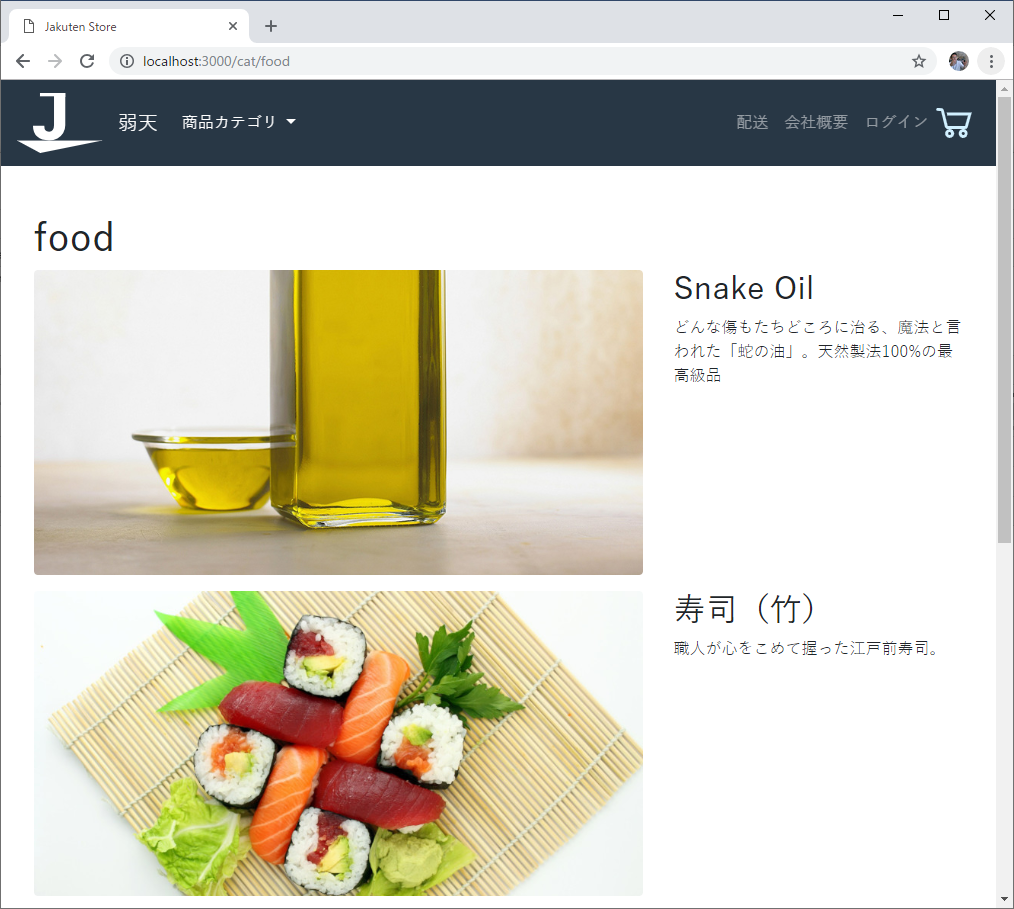 Jakuten Store
localhost:3000/cat/food
J
弱天 商品カテゴリ 配送 会社概要 ログイン
food
Snake Oil
どんな傷もたちどころに治る、魔法と言
われた「蛇の油」。天然製法100%の最
高級品
寿司（竹）
職人が心をこめて握った江戸前寿司。